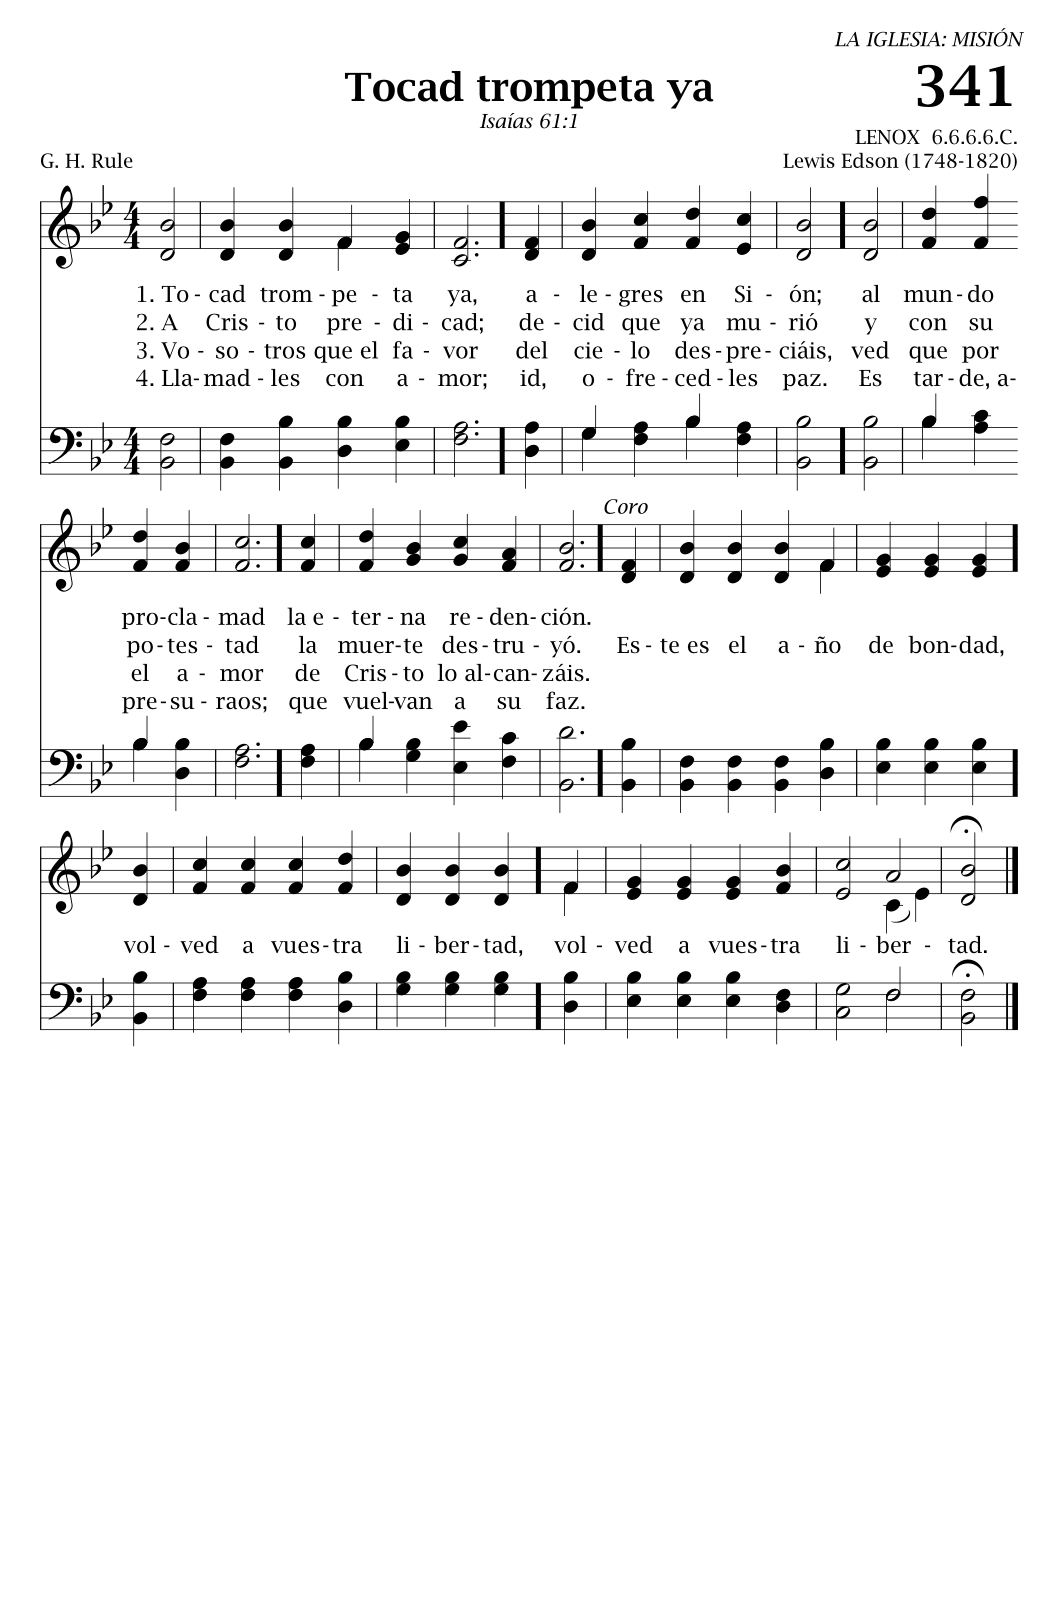 LA IGLESIA: MISIÓN
Tocad trompeta ya 341
Isaías 61:1
LENOX 6.6.6.6.C.
G. H. Rule Lewis Edson (1748-1820)
4 4
1. To - cad trom - pe - ta ya, a - le - gres en Si - ón; al mun - do
2. A Cris - to pre - di - cad; de - cid que ya mu - rió y con su
3. Vo - so - tros que el fa - vor del cie - lo des - pre - ciáis, ved que por
4. Lla - mad - les con a - mor; id, o - fre - ced - les paz. Es tar - de, a-
4 4
Coro
pro - cla - mad la e - ter - na re - den - ción.
po - tes - tad la muer - te des - tru - yó. Es - te es el a - ño de bon - dad,
el a - mor de Cris - to lo al - can - záis.
pre - su - raos; que vuel - van a su faz.
vol - ved a vues - tra li - ber - tad, vol - ved a vues - tra li - ber - tad.